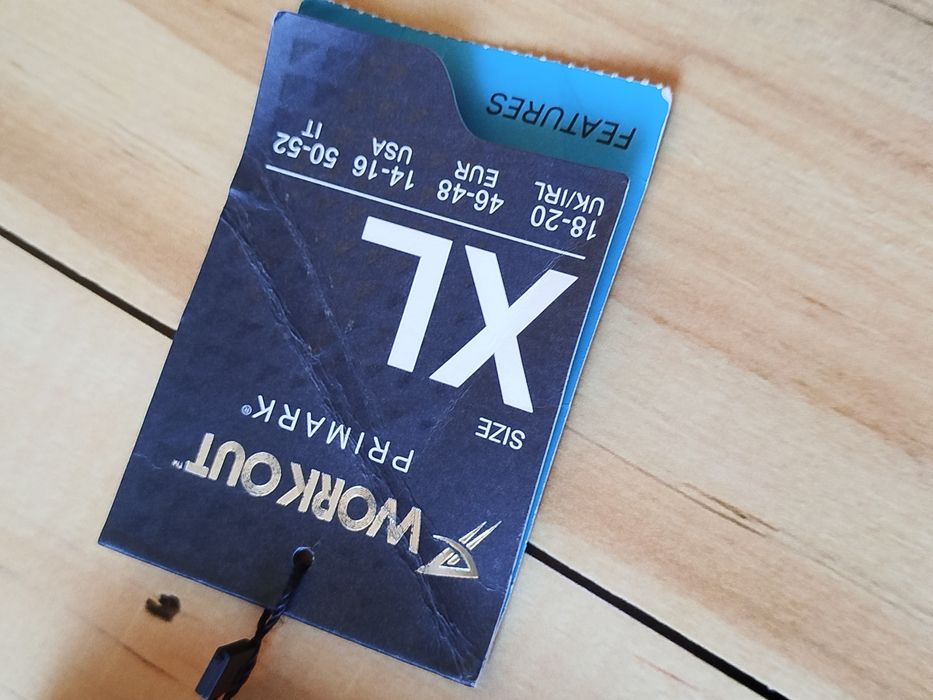 WORK OUT™
PRIMARK®
SIZE
XL
18-20 46-48 14-16 50-52
UK/IRL EUR USA IT
FEATURES